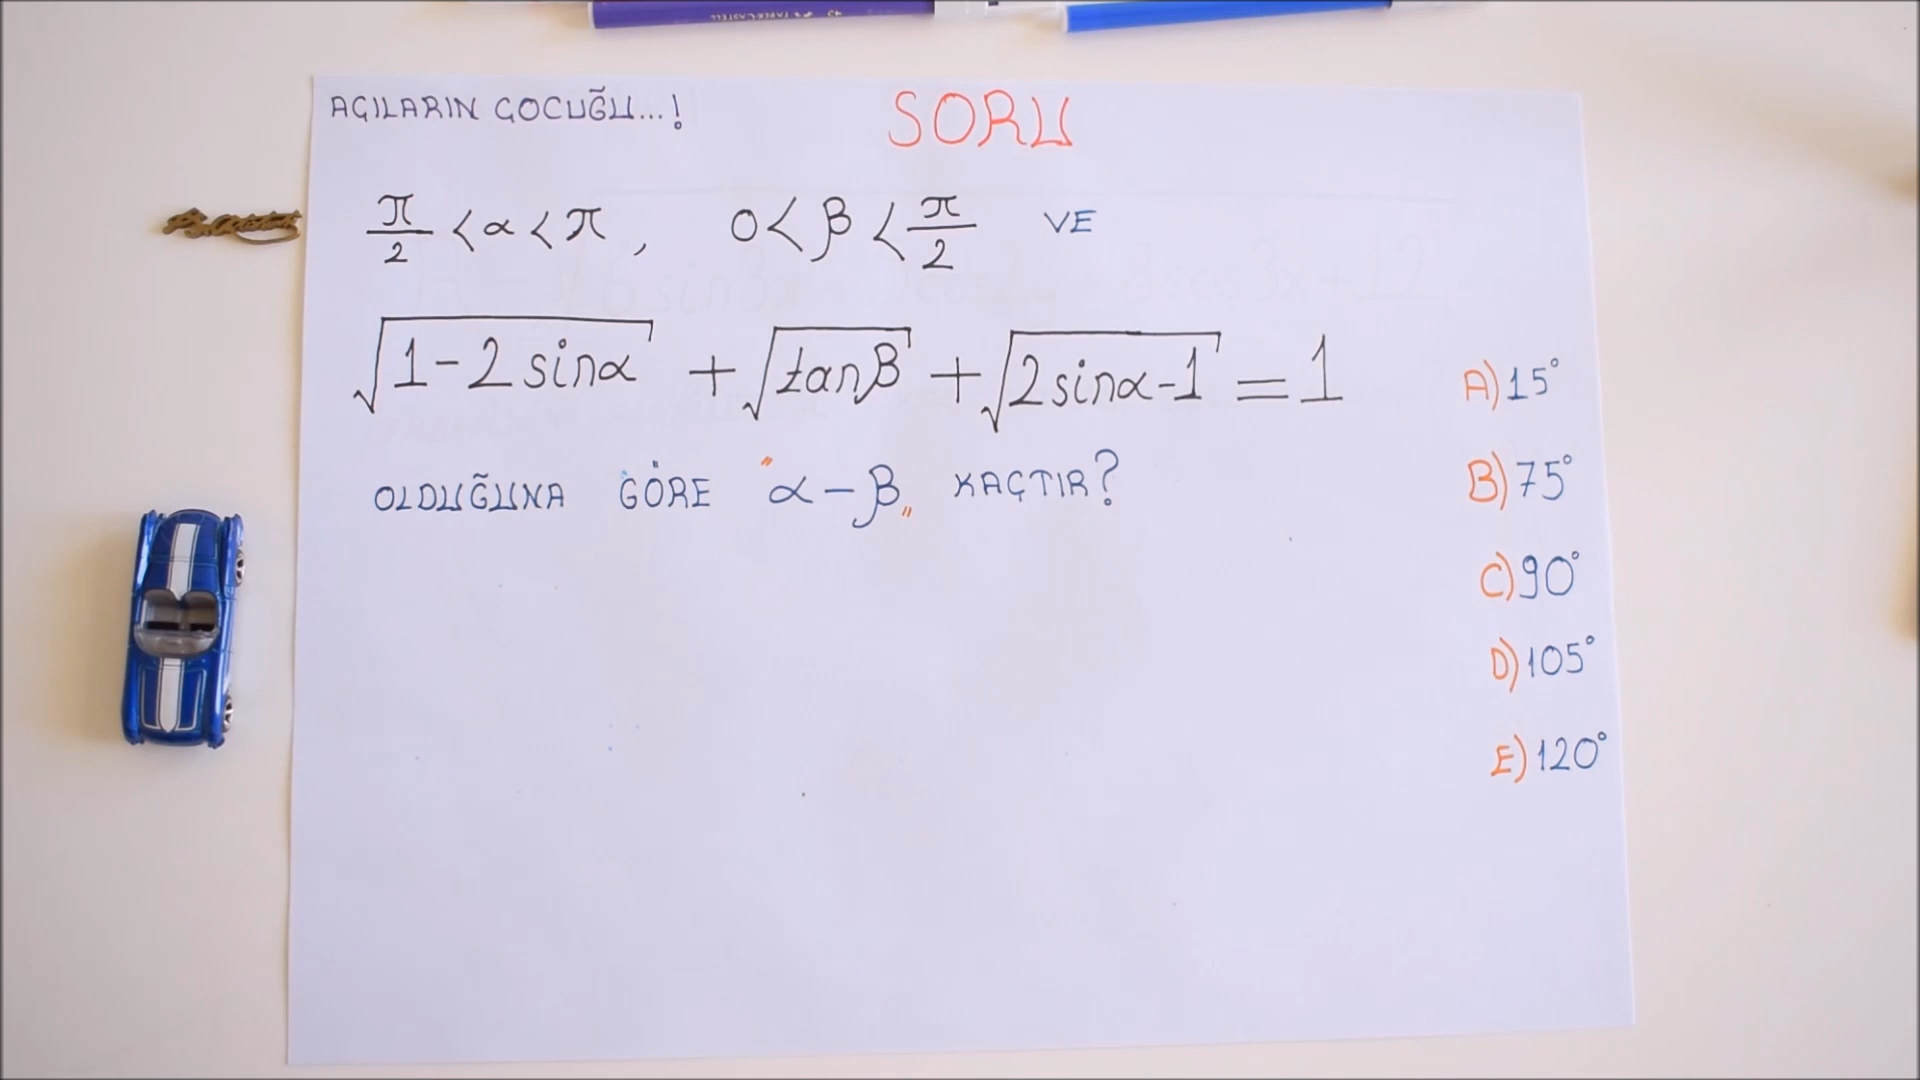 AÇILARIN ÇOCUĞU...!
SORU
π/2 < α < π , 0 < β < π/2 VE
√(1-2sinα) + √(tanβ) + √(2sinα-1) = 1
OLDUĞUNA GÖRE "α-β" KAÇTIR?
A) 15°
B) 75°
C) 90°
D) 105°
E) 120°